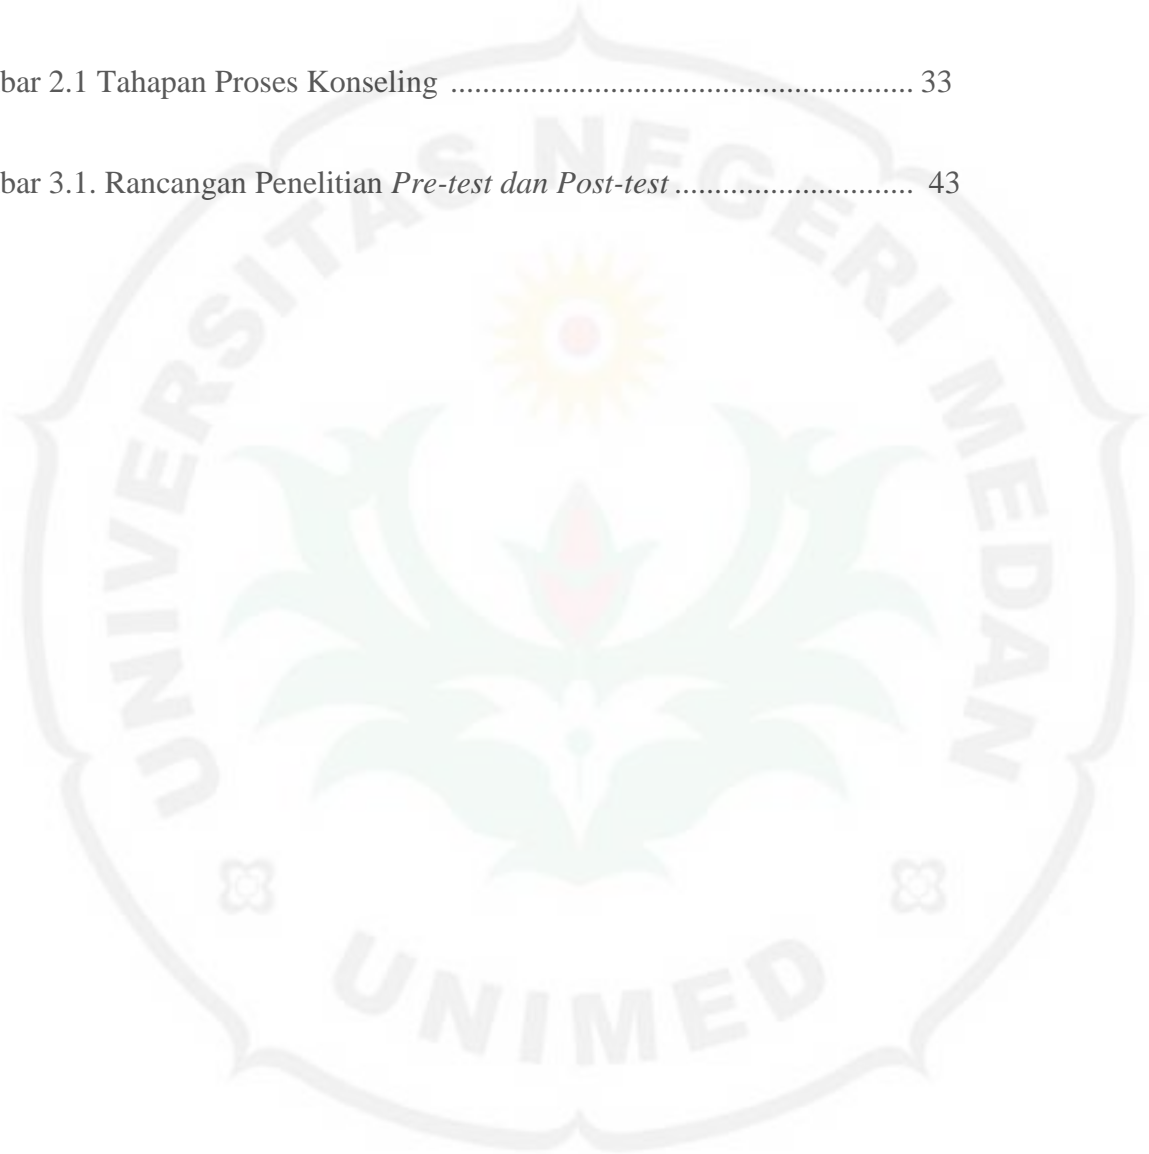 bar 2.1 Tahapan Proses Konseling .......................................................... 33
bar 3.1. Rancangan Penelitian Pre-test dan Post-test .............................. 43
UNIVERSITAS NEGERI MEDAN
UNIMED